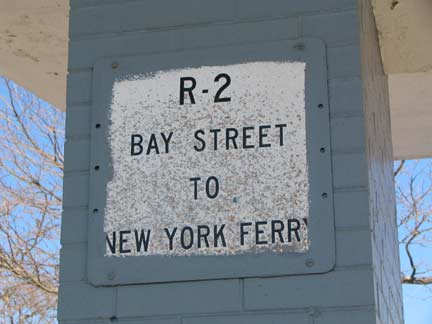 R-2
BAY STREET
TO
NEW YORK FERRY